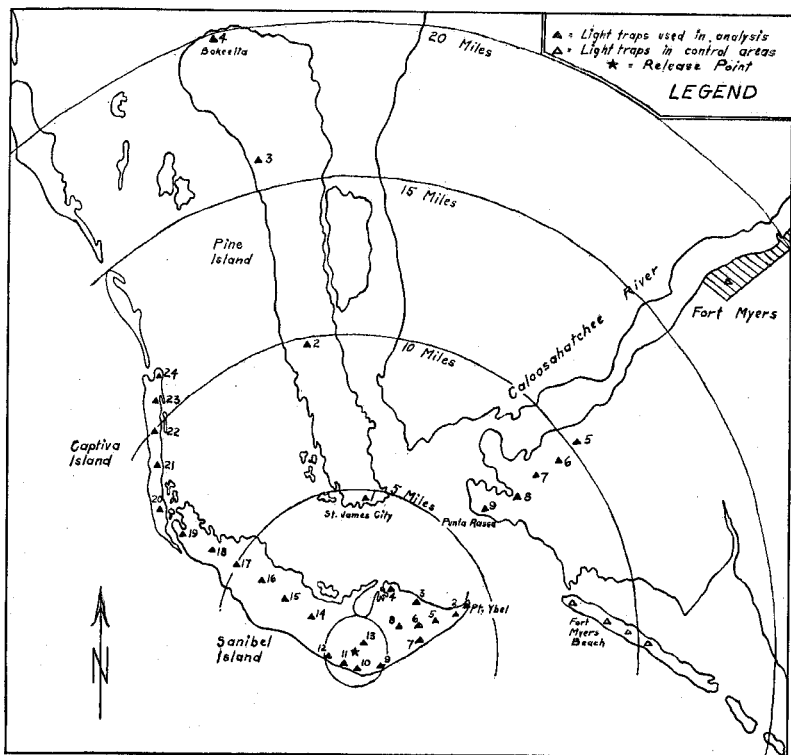 20 Miles
▲ = Light traps used in analysis
△ = Light traps in control areas
★ = Release Point
LEGEND
4
Bokeelia
3
15 Miles
Pine
Island
Caloosahatchee River
Fort Myers
2
10 Miles
24
23
22
Captiva
Island
21
20
19
18
17
16
15
14
5
6
7
8
9
Punta Rassa
1
5 Miles
St. James City
4
3
2
1
Pt. Ybel
5
6
8
7
Sanibel
Island
13
12
11
10
9
Fort
Myers
Beach
N